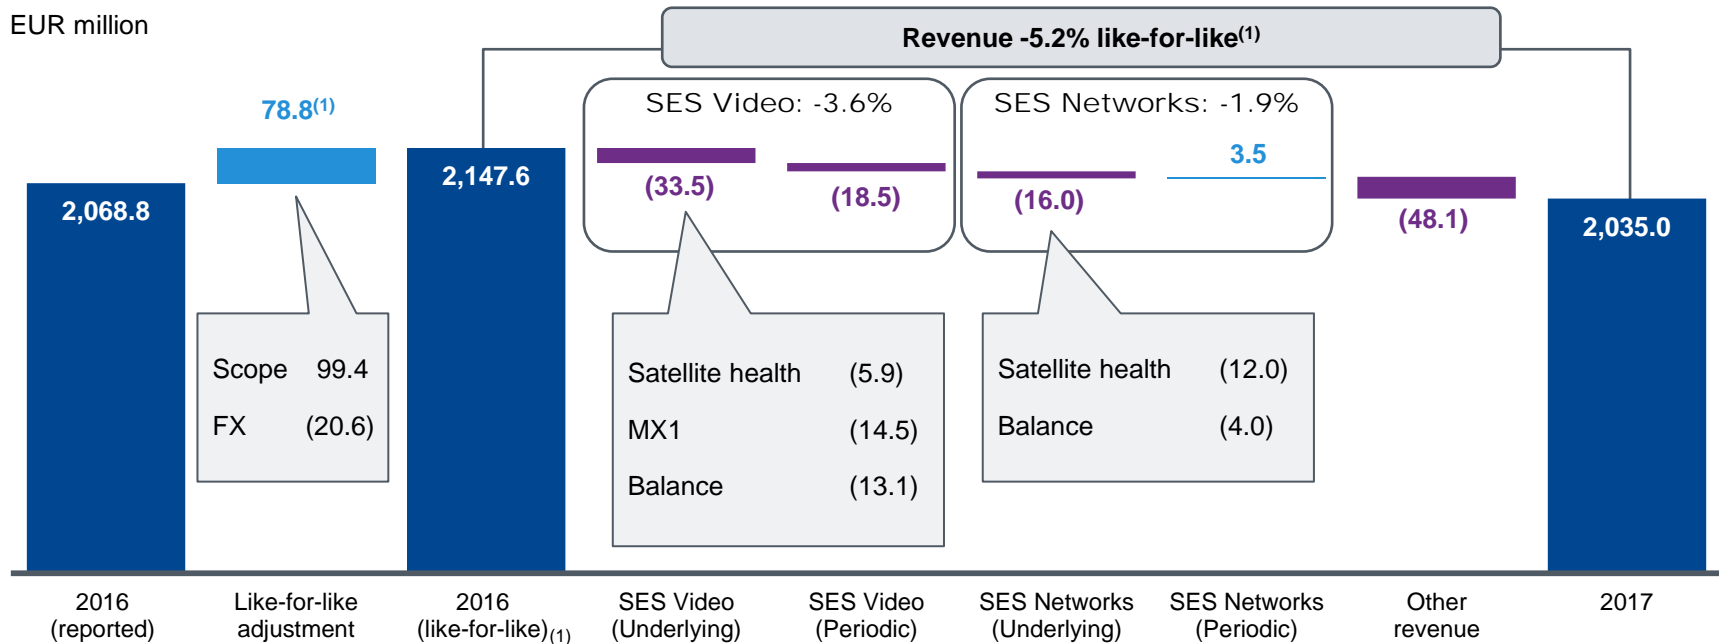 EUR million
Revenue -5.2% like-for-like(1)
78.8(1)
SES Video: -3.6%
SES Networks: -1.9%
2,068.8
2,147.6
(33.5)
(18.5)
(16.0)
3.5
(48.1)
2,035.0
Scope 99.4
FX (20.6)
Satellite health (5.9)
MX1 (14.5)
Balance (13.1)
Satellite health (12.0)
Balance (4.0)
2016
(reported)
Like-for-like
adjustment
2016
(like-for-like)(1)
SES Video
(Underlying)
SES Video
(Periodic)
SES Networks
(Underlying)
SES Networks
(Periodic)
Other
revenue
2017